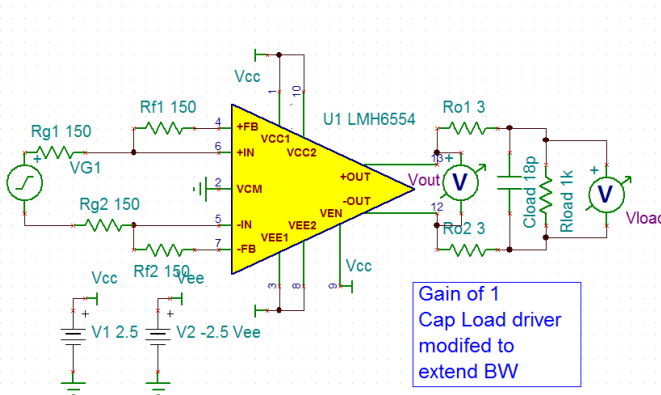 Vcc
1
10
U1 LMH6554
Ro1 3
Rf1 150
Rg1 150
4
+FB
VCC1
6
+IN
VCC2
+
VG1
13
+
+OUT
Vout
V
Cload 18p
Rload 1k
+
V
Vload
2
VCM
-OUT
12
Rg2 150
5
-IN
VEE2
VEN
Ro2 3
7
-FB
VEE1
Rf2 150
3
8
9
Vcc
Vcc
Vee
+
V1 2.5
+
V2 -2.5 Vee
Gain of 1
Cap Load driver
modifed to
extend BW